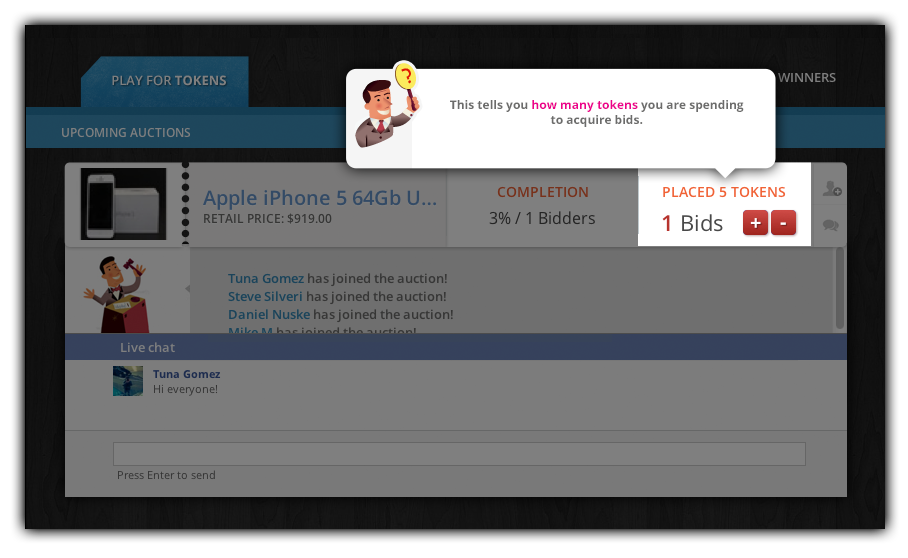 PLAY FOR TOKENS
WINNERS
This tells you how many tokens you are spending
to acquire bids.
UPCOMING AUCTIONS
Apple iPhone 5 64Gb U...
RETAIL PRICE: $919.00
COMPLETION
3% / 1 Bidders
PLACED 5 TOKENS
1 Bids + -
Tuna Gomez has joined the auction!
Steve Silveri has joined the auction!
Daniel Nuske has joined the auction!
Mike M has joined the auction!
Live chat
Tuna Gomez
Hi everyone!
Press Enter to send